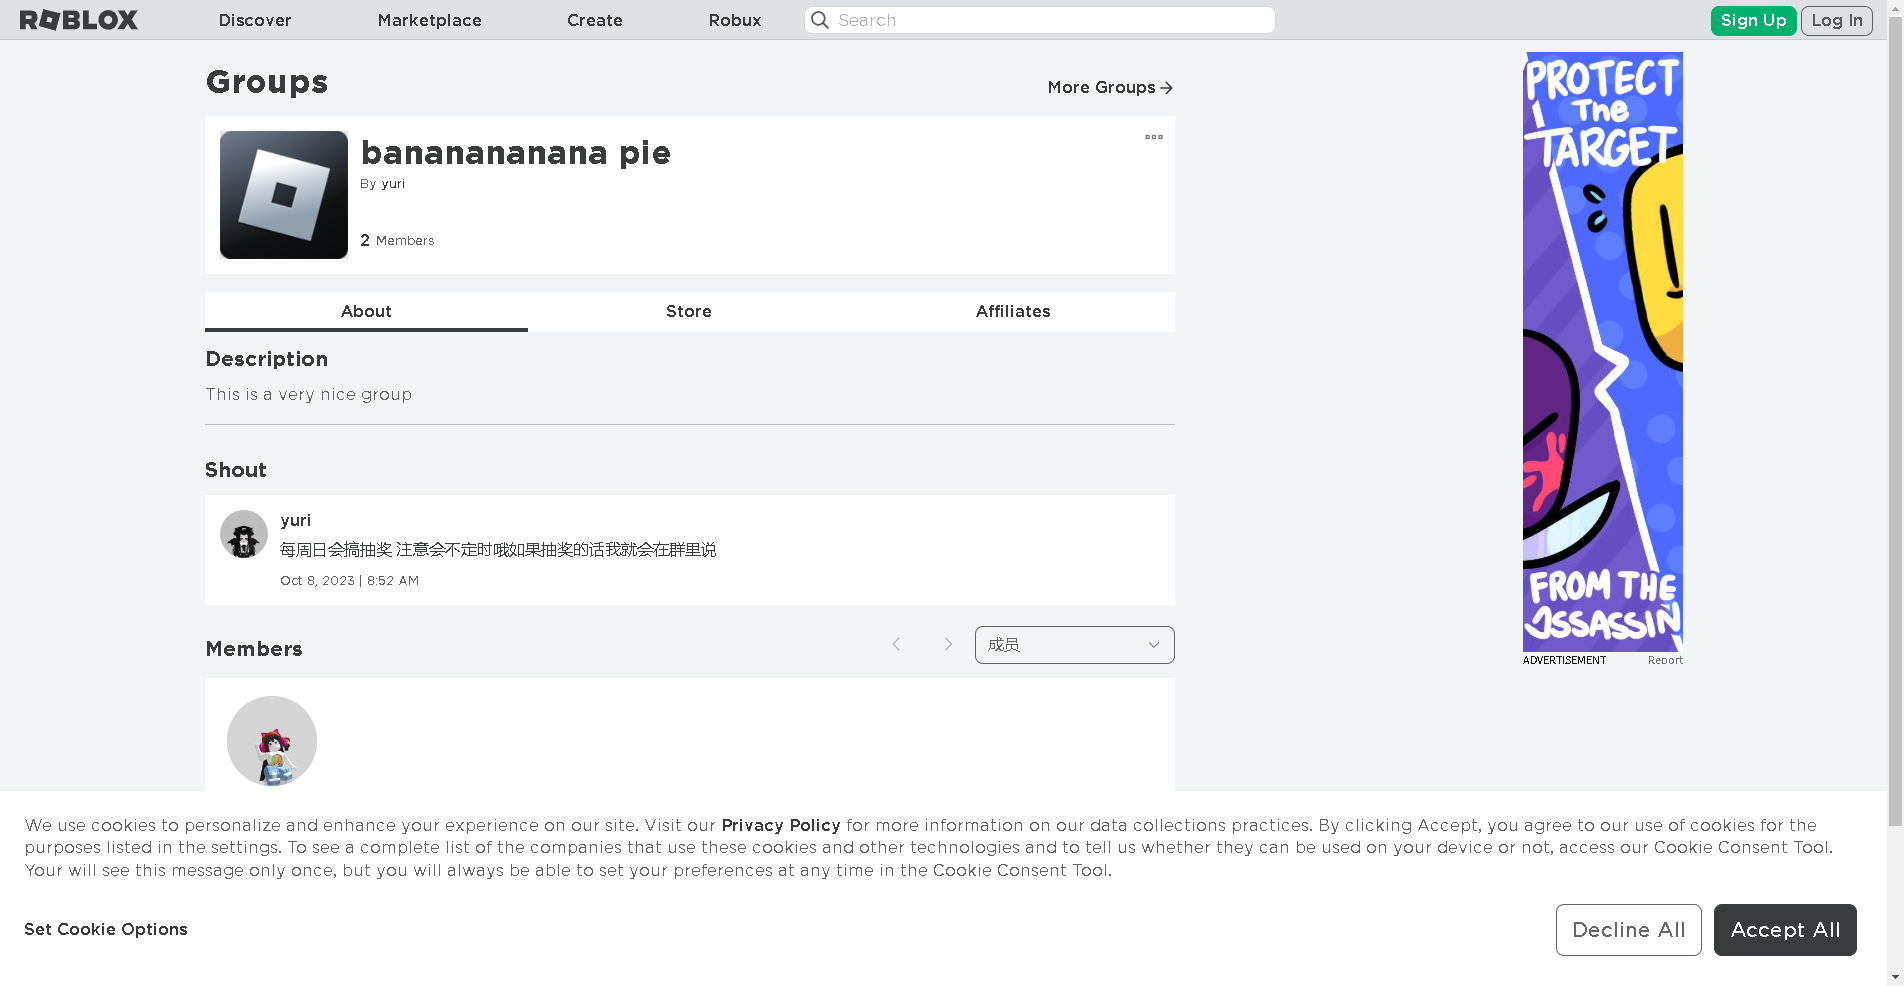 ROBLOX
Discover
Marketplace
Create
Robux
Search
Sign Up
Log In
Groups
More Groups
banananananana pie
By yuri
2 Members
About
Store
Affiliates
Description
This is a very nice group
Shout
yuri
每周日会搞抽奖 注意会不定时哦如果抽奖的话我就会在群里说
Oct 8, 2023 | 8:52 AM
Members
成员
PROTECT
The
TARGET
FROM THE
ASSASSIN
ADVERTISEMENT
Report
We use cookies to personalize and enhance your experience on our site. Visit our Privacy Policy for more information on our data collections practices. By clicking Accept, you agree to our use of cookies for the
purposes listed in the settings. To see a complete list of the companies that use these cookies and other technologies and to tell us whether they can be used on your device or not, access our Cookie Consent Tool.
Your will see this message only once, but you will always be able to set your preferences at any time in the Cookie Consent Tool.
Set Cookie Options
Decline All
Accept All